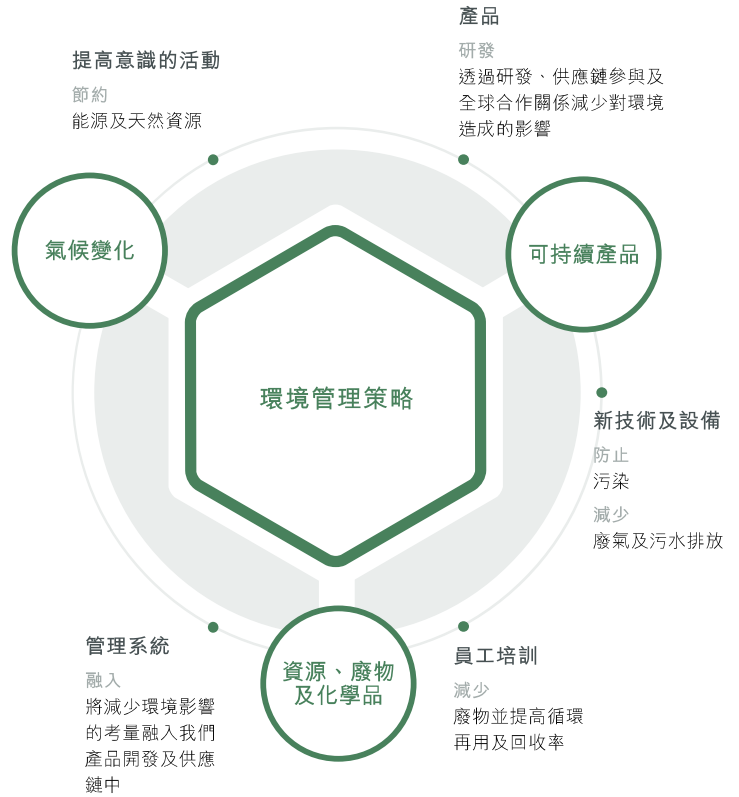 產品
研發
透過研發、供應鏈參與及
全球合作關係減少對環境
造成的影響
提高意識的活動
節約
能源及天然資源
氣候變化
可持續產品
環境管理策略
新技術及設備
防止
污染
減少
廢氣及污水排放
管理系統
融入
將減少環境影響
的考量融入我們
產品開發及供應
鏈中
資源、廢物
及化學品
員工培訓
減少
廢物並提高循環
再用及回收率